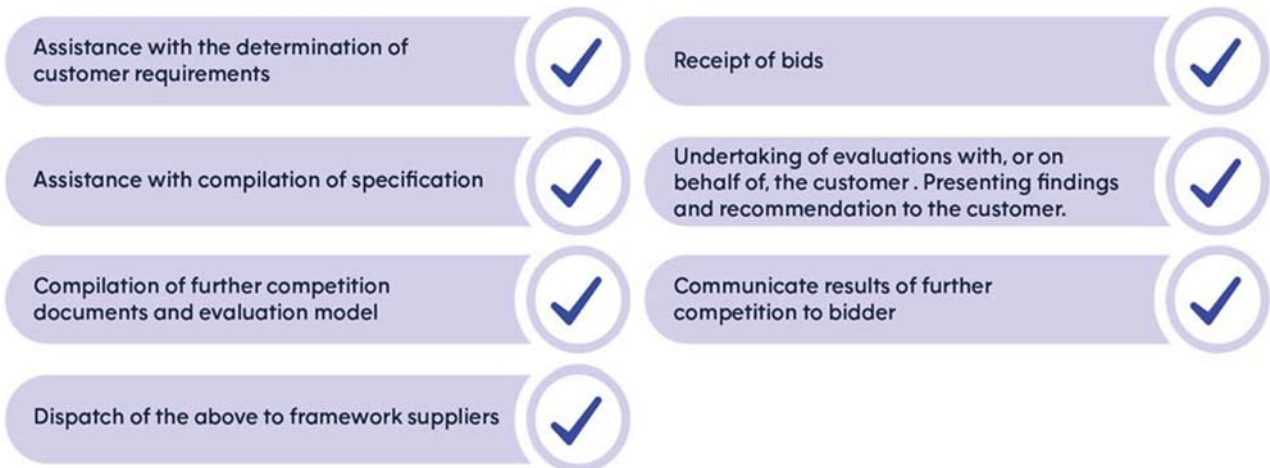 Assistance with the determination of
customer requirements
Assistance with compilation of specification
Compilation of further competition
documents and evaluation model
Dispatch of the above to framework suppliers
Receipt of bids
Undertaking of evaluations with, or on
behalf of, the customer . Presenting findings
and recommendation to the customer.
Communicate results of further
competition to bidder